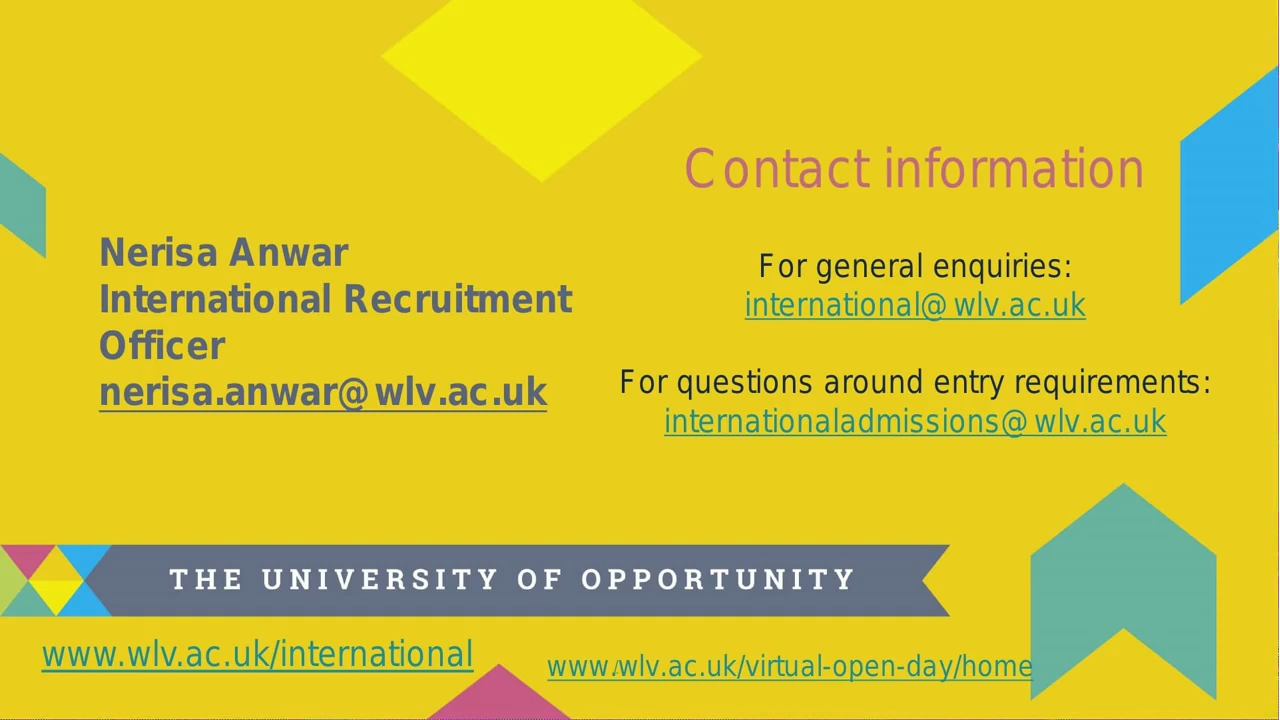 Contact information
Nerisa Anwar
International Recruitment
Officer
nerisa.anwar@wlv.ac.uk
For general enquiries:
international@wlv.ac.uk
For questions around entry requirements:
internationaladmissions@wlv.ac.uk
THE UNIVERSITY OF OPPORTUNITY
www.wlv.ac.uk/international
www.wlv.ac.uk/virtual-open-day/home